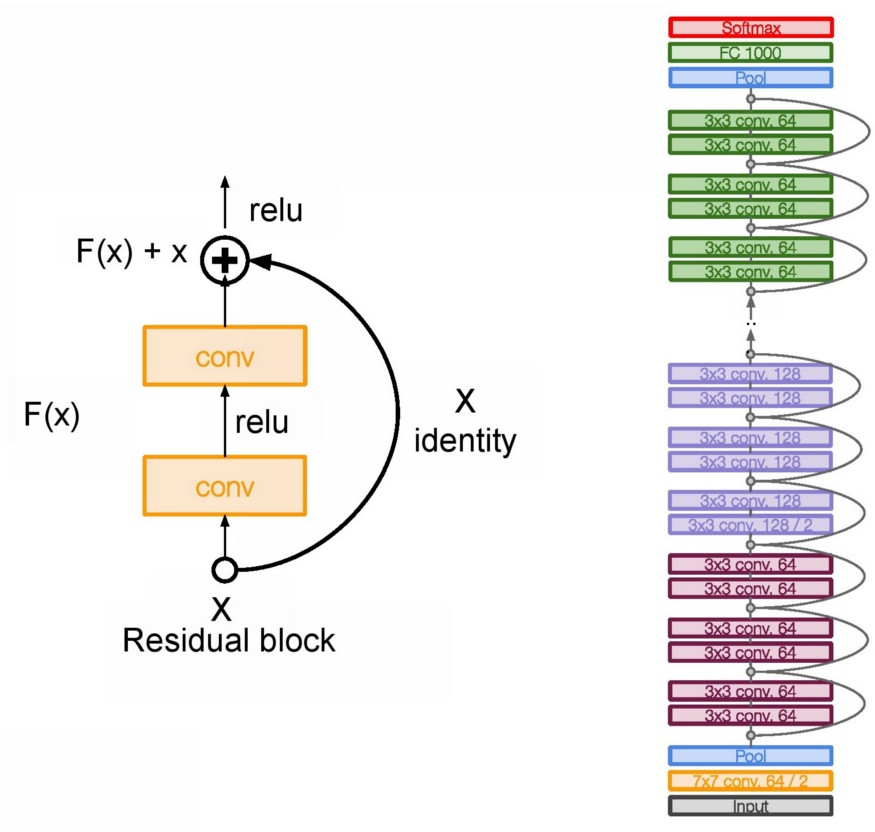 relu
F(x) + x
conv
F(x)
relu
X
identity
conv
X
Residual block
Softmax
FC 1000
Pool
3x3 conv, 64
3x3 conv, 64
3x3 conv, 64
3x3 conv, 64
3x3 conv, 64
3x3 conv, 64
..
3x3 conv, 128
3x3 conv, 128
3x3 conv, 128
3x3 conv, 128
3x3 conv, 128
3x3 conv, 128 / 2
3x3 conv, 64
3x3 conv, 64
3x3 conv, 64
3x3 conv, 64
3x3 conv, 64
3x3 conv, 64
Pool
7x7 conv, 64 / 2
Input